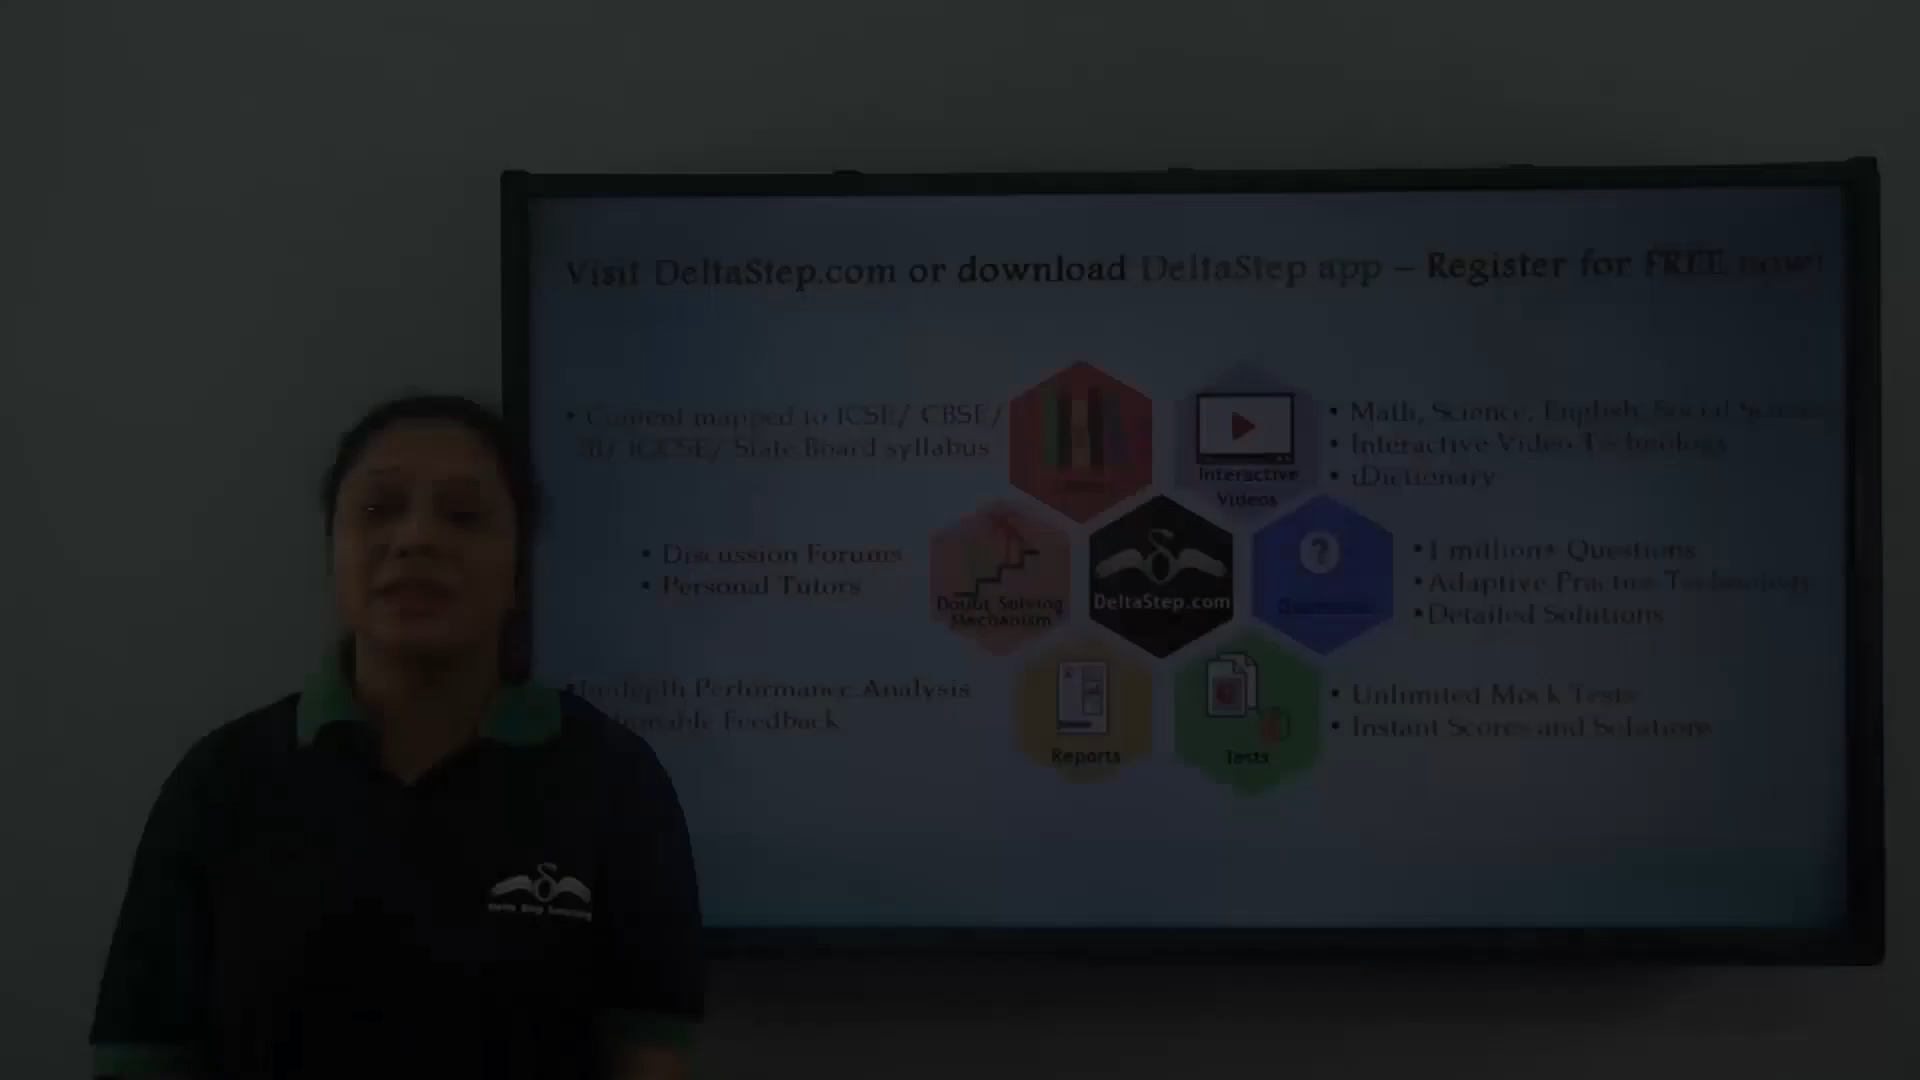 Visit DeltaStep.com or download DeltaStep app – Register for FREE now!
• Content mapped to ICSE/ CBSE/
IB/ IGCSE/ State Board syllabus
• Math, Science, English, Social
• Interactive Video Technology
• iDictionary
Interactive
Videos
• Discussion Forums
• Personal Tutors
Doubt Solving
Mechanism
DeltaStep.com
• 1 million+ Questions
• Adaptive Practice Technology
• Detailed Solutions
• Indepth Performance Analysis
Feedback
Reports
Tests
• Unlimited Mock Tests
• Instant Scores and Solutions